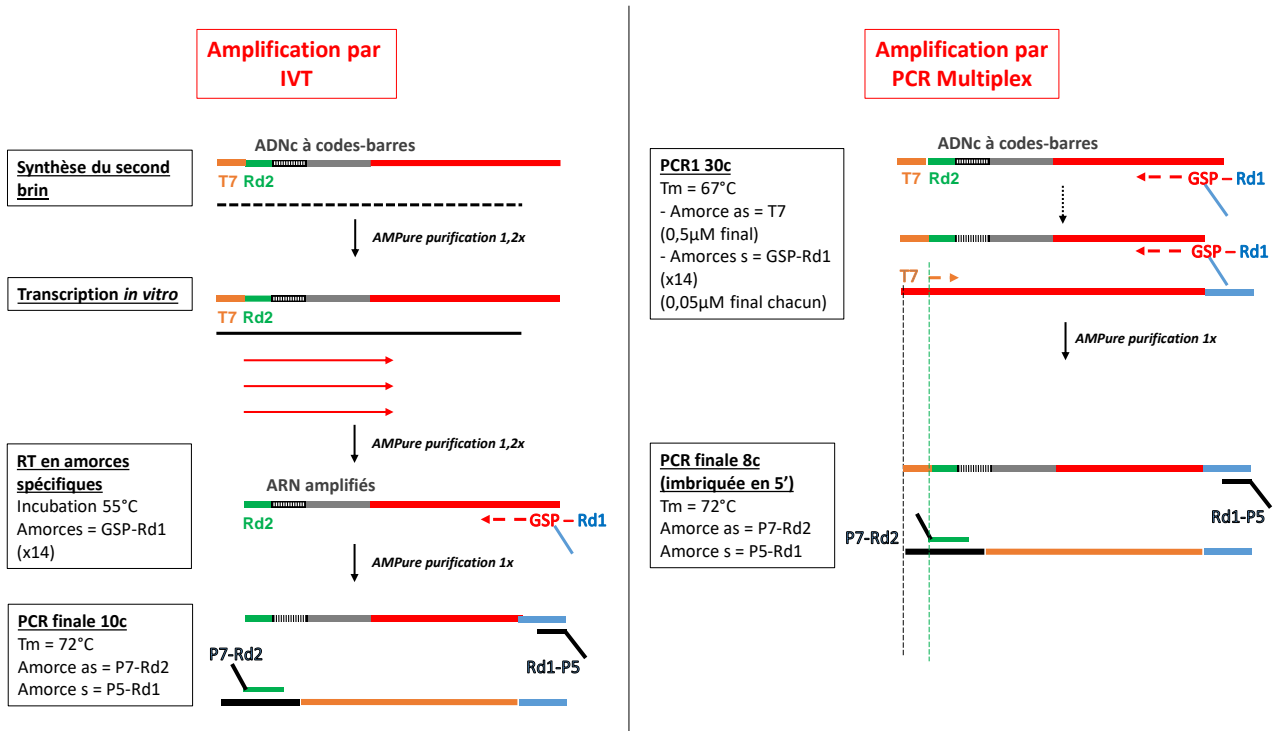 Amplification par
IVT
ADNc à codes-barres
Synthèse du second
brin
T7 Rd2
AMPure purification 1,2x
Transcription in vitro
T7 Rd2
AMPure purification 1,2x
RT en amorces
spécifiques
Incubation 55°C
Amorces = GSP-Rd1
(x14)
ARN amplifiés
Rd2
GSP – Rd1
AMPure purification 1x
PCR finale 10c
Tm = 72°C
Amorce as = P7-Rd2
Amorce s = P5-Rd1
P7-Rd2
Rd1-P5
Amplification par
PCR Multiplex
ADNc à codes-barres
PCR1 30c
Tm = 67°C
- Amorce as = T7
(0,5µM final)
- Amorces s = GSP-Rd1
(x14)
(0,05µM final chacun)
T7 Rd2
GSP – Rd1
GSP – Rd1
T7
AMPure purification 1x
PCR finale 8c
(imbriquée en 5’)
Tm = 72°C
Amorce as = P7-Rd2
Amorce s = P5-Rd1
Rd1-P5
P7-Rd2